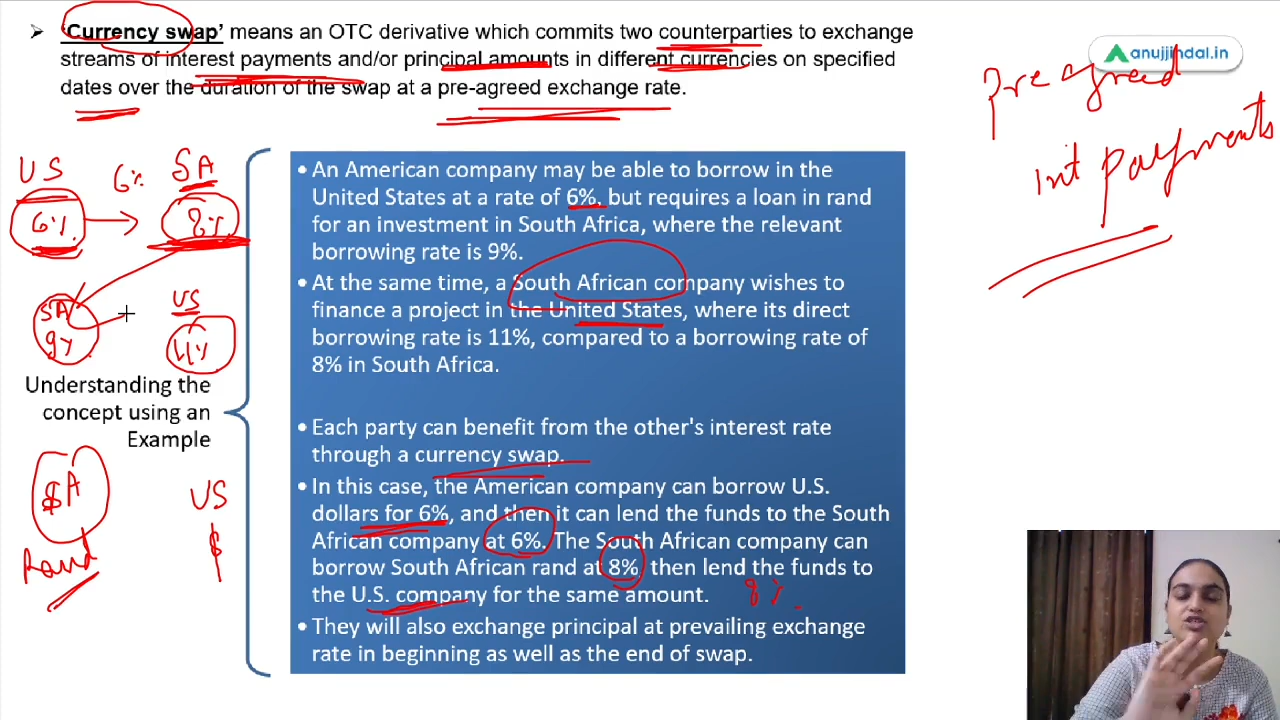 ➢ 'Currency swap' means an OTC derivative which commits two counterparties to exchange
streams of interest payments and/or principal amounts in different currencies on specified
dates over the duration of the swap at a pre-agreed exchange rate.
anujjindal.in
Pre agreed
int payments
US
6%
6%
SA
8%
SA
9%
US
11%
Understanding the
concept using an
Example
$A
Rand
US
$
• An American company may be able to borrow in the
United States at a rate of 6%, but requires a loan in rand
for an investment in South Africa, where the relevant
borrowing rate is 9%.
• At the same time, a South African company wishes to
finance a project in the United States, where its direct
borrowing rate is 11%, compared to a borrowing rate of
8% in South Africa.
• Each party can benefit from the other's interest rate
through a currency swap.
• In this case, the American company can borrow U.S.
dollars for 6%, and then it can lend the funds to the South
African company at 6%. The South African company can
borrow South African rand at 8%, then lend the funds to
the U.S. company for the same amount.
8%.
• They will also exchange principal at prevailing exchange
rate in beginning as well as the end of swap.